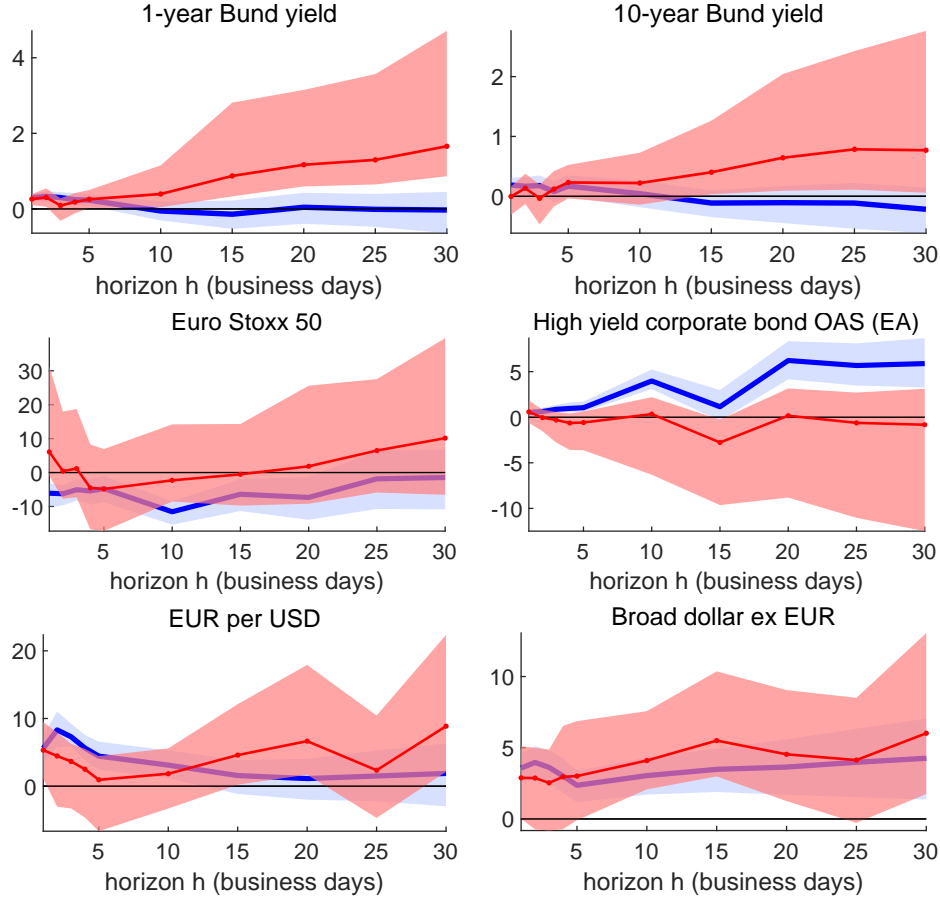 1-year Bund yield
10-year Bund yield
4
2
0
5 10 15 20 25 30
horizon h (business days)
2
1
0
5 10 15 20 25 30
horizon h (business days)
Euro Stoxx 50
High yield corporate bond OAS (EA)
30
20
10
0
-10
5 10 15 20 25 30
horizon h (business days)
5
0
-5
-10
5 10 15 20 25 30
horizon h (business days)
EUR per USD
Broad dollar ex EUR
20
10
0
5 10 15 20 25 30
horizon h (business days)
10
5
0
5 10 15 20 25 30
horizon h (business days)